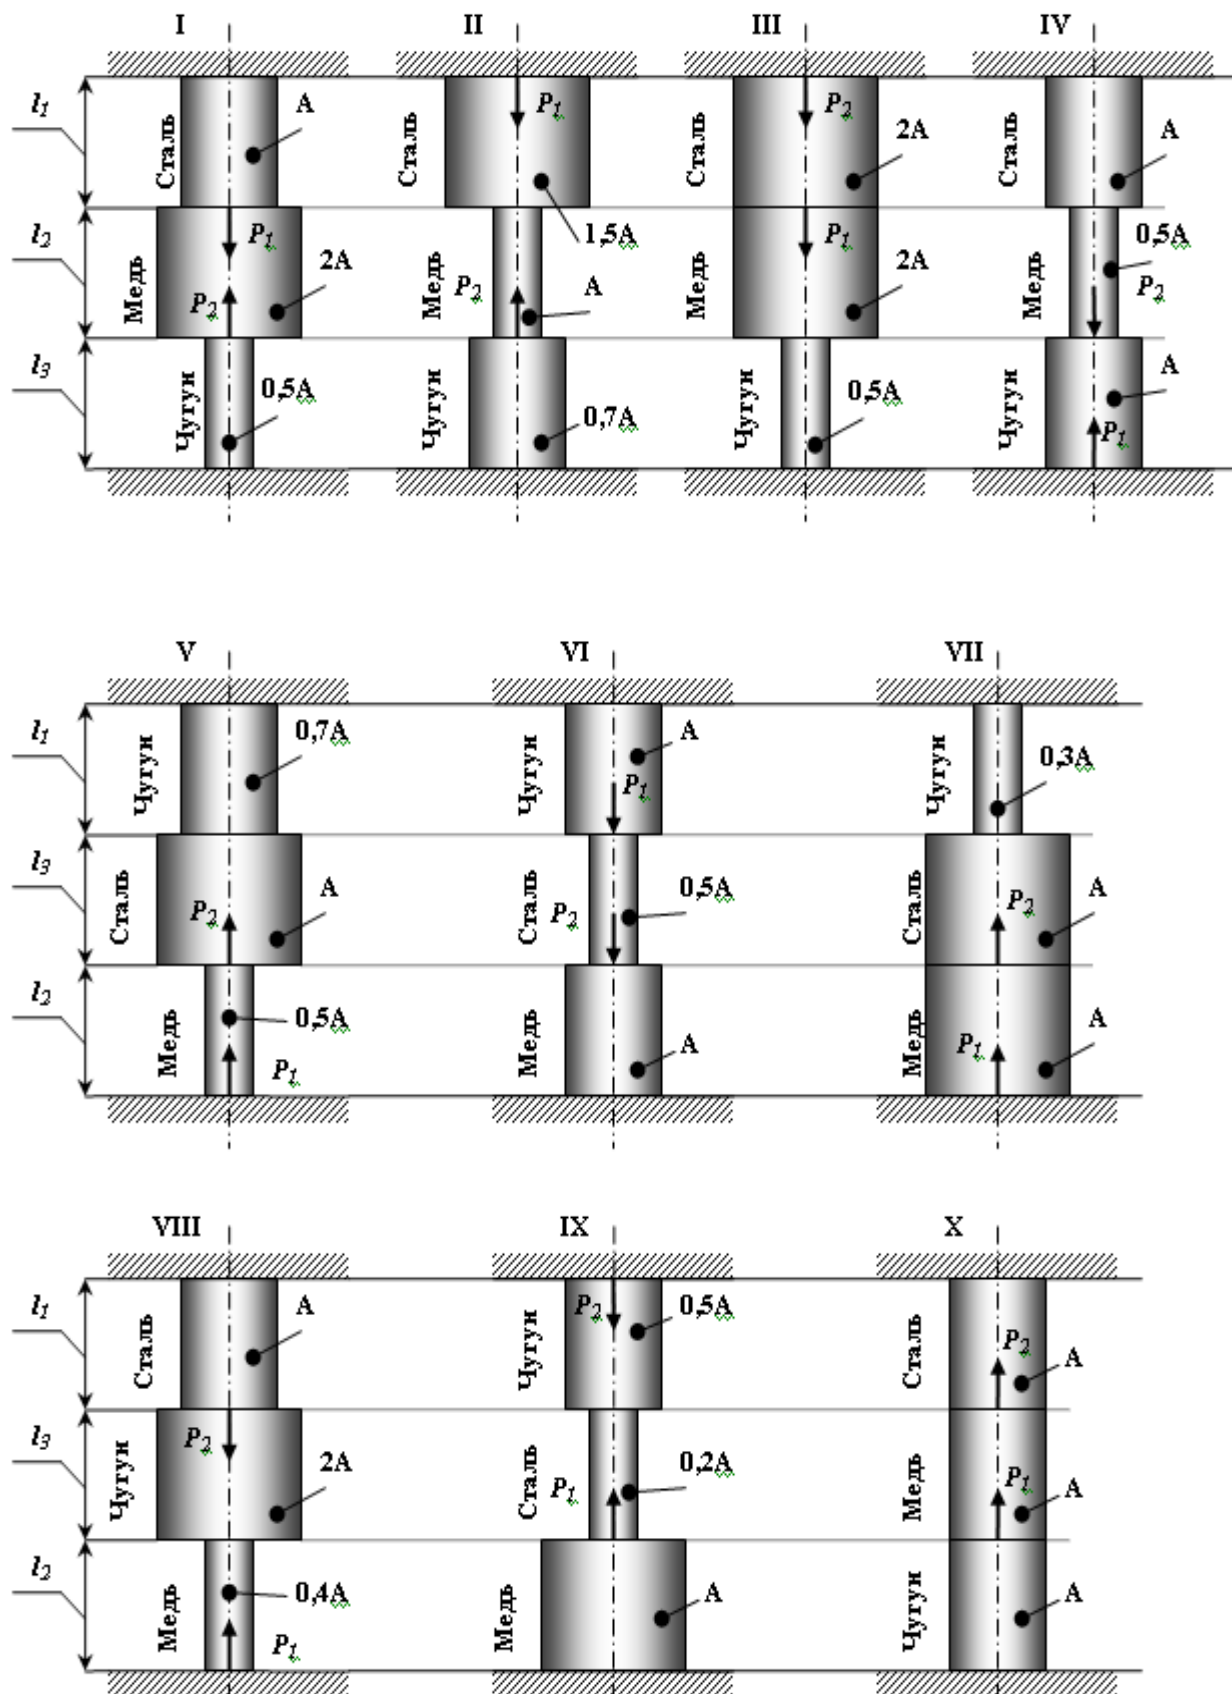 I II III IV
l1 Сталь A Сталь P1 1,5A Сталь P2 2A Сталь A
l2 Медь P1 P2 2A Медь P2 A Медь P1 2A Медь 0,5A P2
l3 Чугун 0,5A Чугун 0,7A Чугун 0,5A Чугун A P1
V VI VII
l1 Чугун 0,7A Чугун A P1 Чугун 0,3A
l3 Сталь P2 A Сталь P2 0,5A Сталь P2 A
l2 Медь 0,5A P1 Медь A Медь P1 A
VIII IX X
l1 Сталь A Чугун P2 0,5A Сталь P2 A
l3 Чугун P2 2A Сталь P1 0,2A Медь P1 A
l2 Медь 0,4A P1 Медь A Чугун A